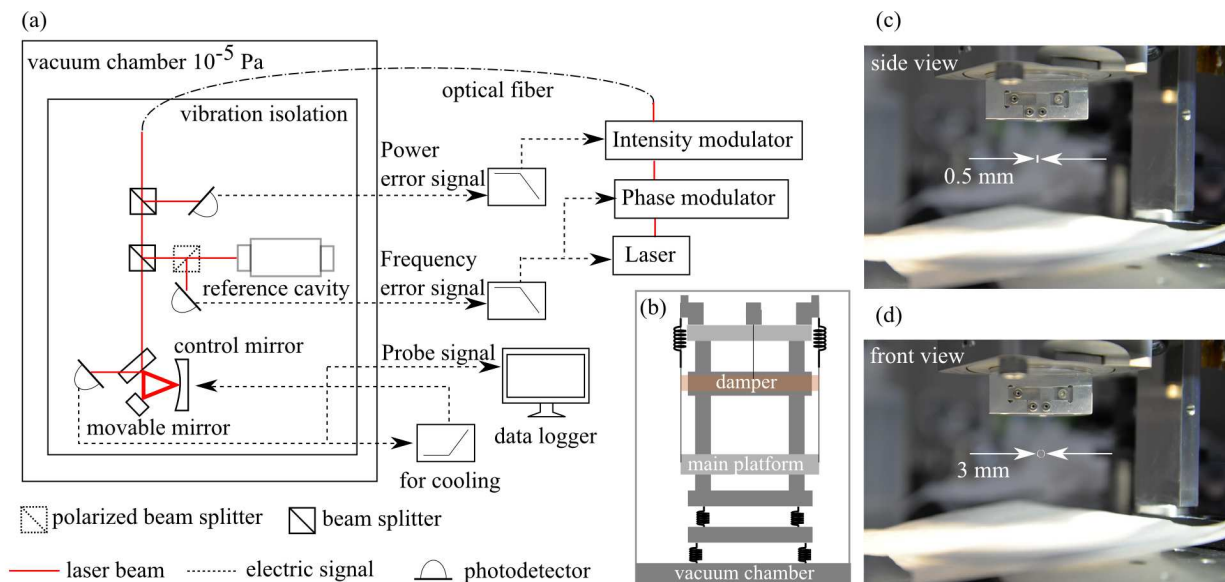 (a)
vacuum chamber 10-5 Pa
vibration isolation
optical fiber
Power
error signal
Intensity modulator
Phase modulator
Laser
reference cavity
Frequency
error signal
control mirror
Probe signal
movable mirror
data logger
for cooling
polarized beam splitter
beam splitter
laser beam
electric signal
photodetector
(b)
damper
main platform
vacuum chamber
(c)
side view
0.5 mm
(d)
front view
3 mm